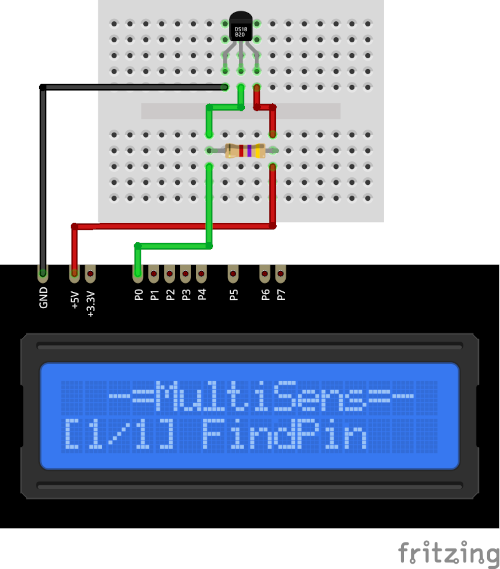 DS18
B20
GND
+5V
+3.3V
P0
P1
P2
P3
P4
P5
P6
P7
-=MultiSens=-
[1/1] FindPin
fritzing